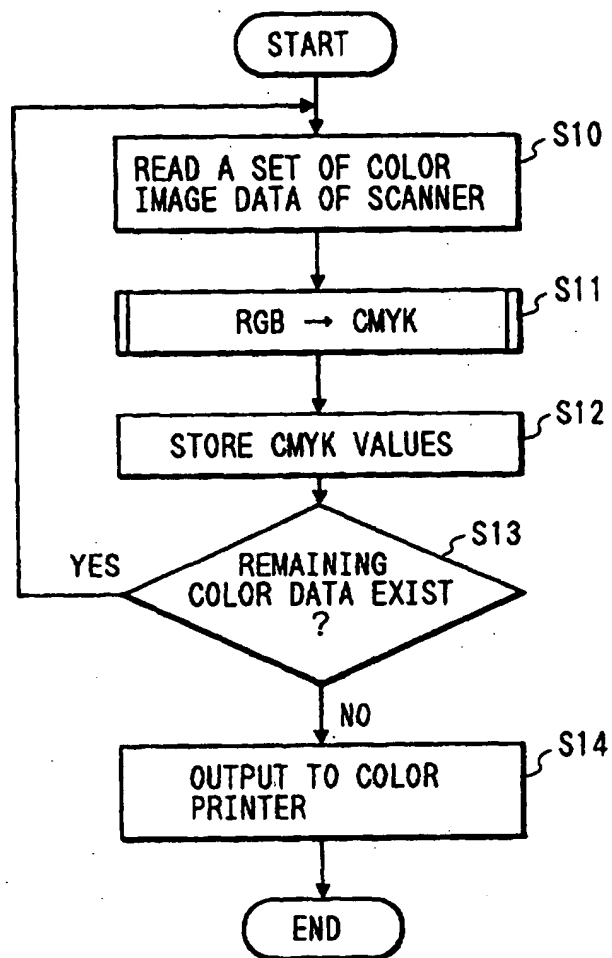 START
S10
READ A SET OF COLOR
IMAGE DATA OF SCANNER
S11
RGB → CMYK
S12
STORE CMYK VALUES
S13
YES
REMAINING
COLOR DATA EXIST
?
NO
S14
OUTPUT TO COLOR
PRINTER
END